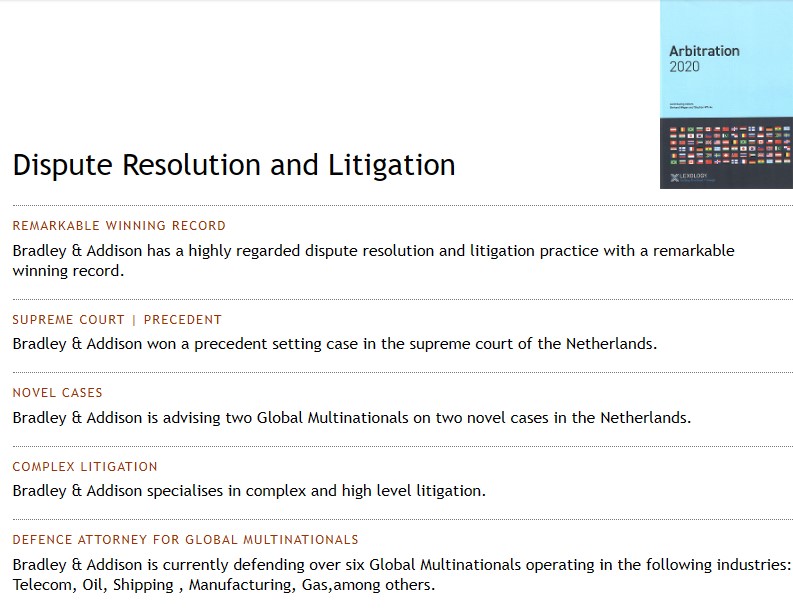 Arbitration
2020
Dispute Resolution and Litigation
REMARKABLE WINNING RECORD
Bradley & Addison has a highly regarded dispute resolution and litigation practice with a remarkable
winning record.
SUPREME COURT | PRECEDENT
Bradley & Addison won a precedent setting case in the supreme court of the Netherlands.
NOVEL CASES
Bradley & Addison is advising two Global Multinationals on two novel cases in the Netherlands.
COMPLEX LITIGATION
Bradley & Addison specialises in complex and high level litigation.
DEFENCE ATTORNEY FOR GLOBAL MULTINATIONALS
Bradley & Addison is currently defending over six Global Multinationals operating in the following industries:
Telecom, Oil, Shipping , Manufacturing, Gas,among others.
LEXOLOGY